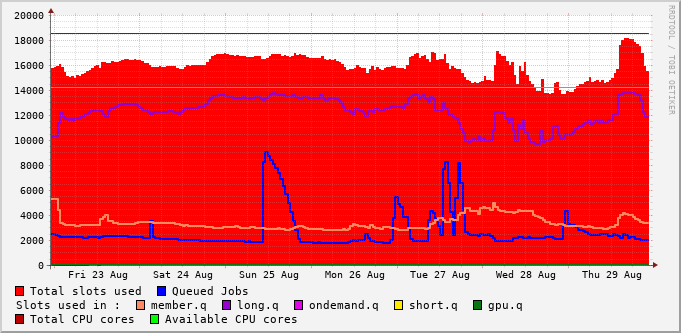 20000
18000
16000
14000
12000
10000
8000
6000
4000
2000
0
Fri 23 Aug Sat 24 Aug Sun 25 Aug Mon 26 Aug Tue 27 Aug Wed 28 Aug Thu 29 Aug
Total slots used Queued Jobs
Slots used in : member.q long.q ondemand.q short.q gpu.q
Total CPU cores Available CPU cores
RRDTOOL / TOBI OETIKER